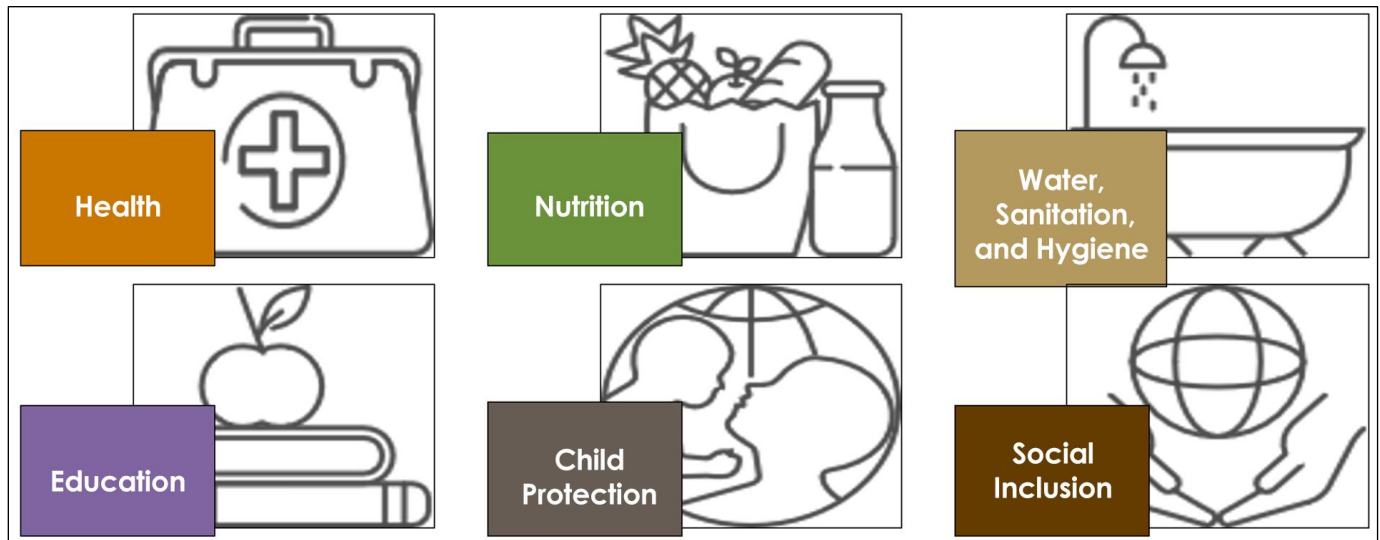 Health
Nutrition
Water,
Sanitation,
and Hygiene
Education
Child
Protection
Social
Inclusion